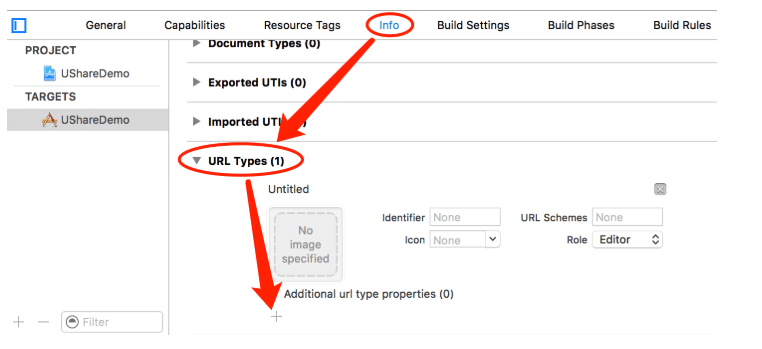 General Capabilities Resource Tags Info Build Settings Build Phases Build Rules
PROJECT
UShareDemo
TARGETS
UShareDemo
Document Types (0)
Exported UTIs (0)
Imported
URL Types (1)
Untitled
No
image
specified
Identifier None URL Schemes None
Icon None Role Editor
Additional url type properties (0)
Filter